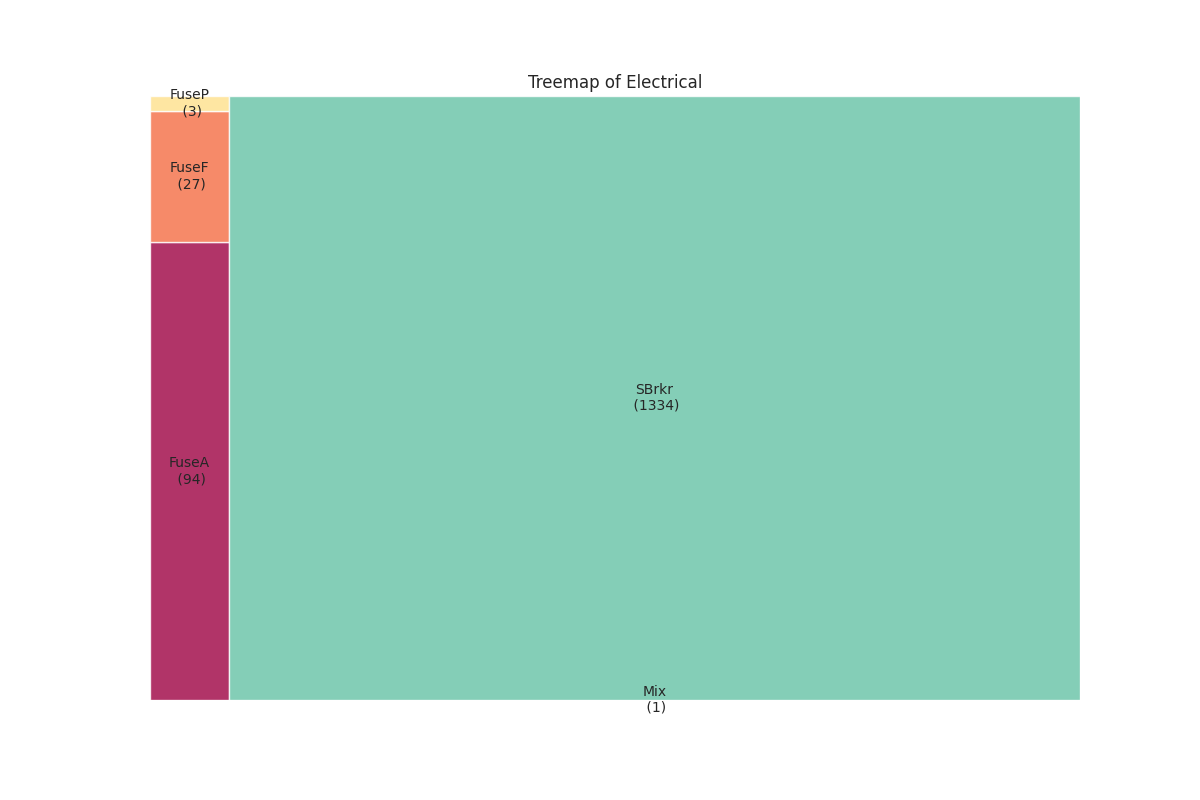 Treemap of Electrical
FuseP
(3)
FuseF
(27)
FuseA
(94)
SBrkr
(1334)
Mix
(1)